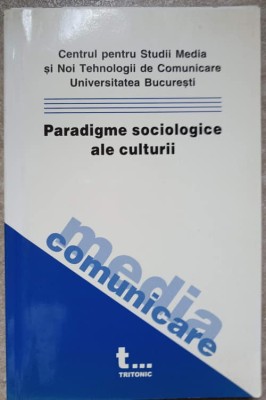 Centrul pentru Studii Media
și Noi Tehnologii de Comunicare
Universitatea București
Paradigme sociologice
ale culturii
media
comunicare
t...
TRITONIC